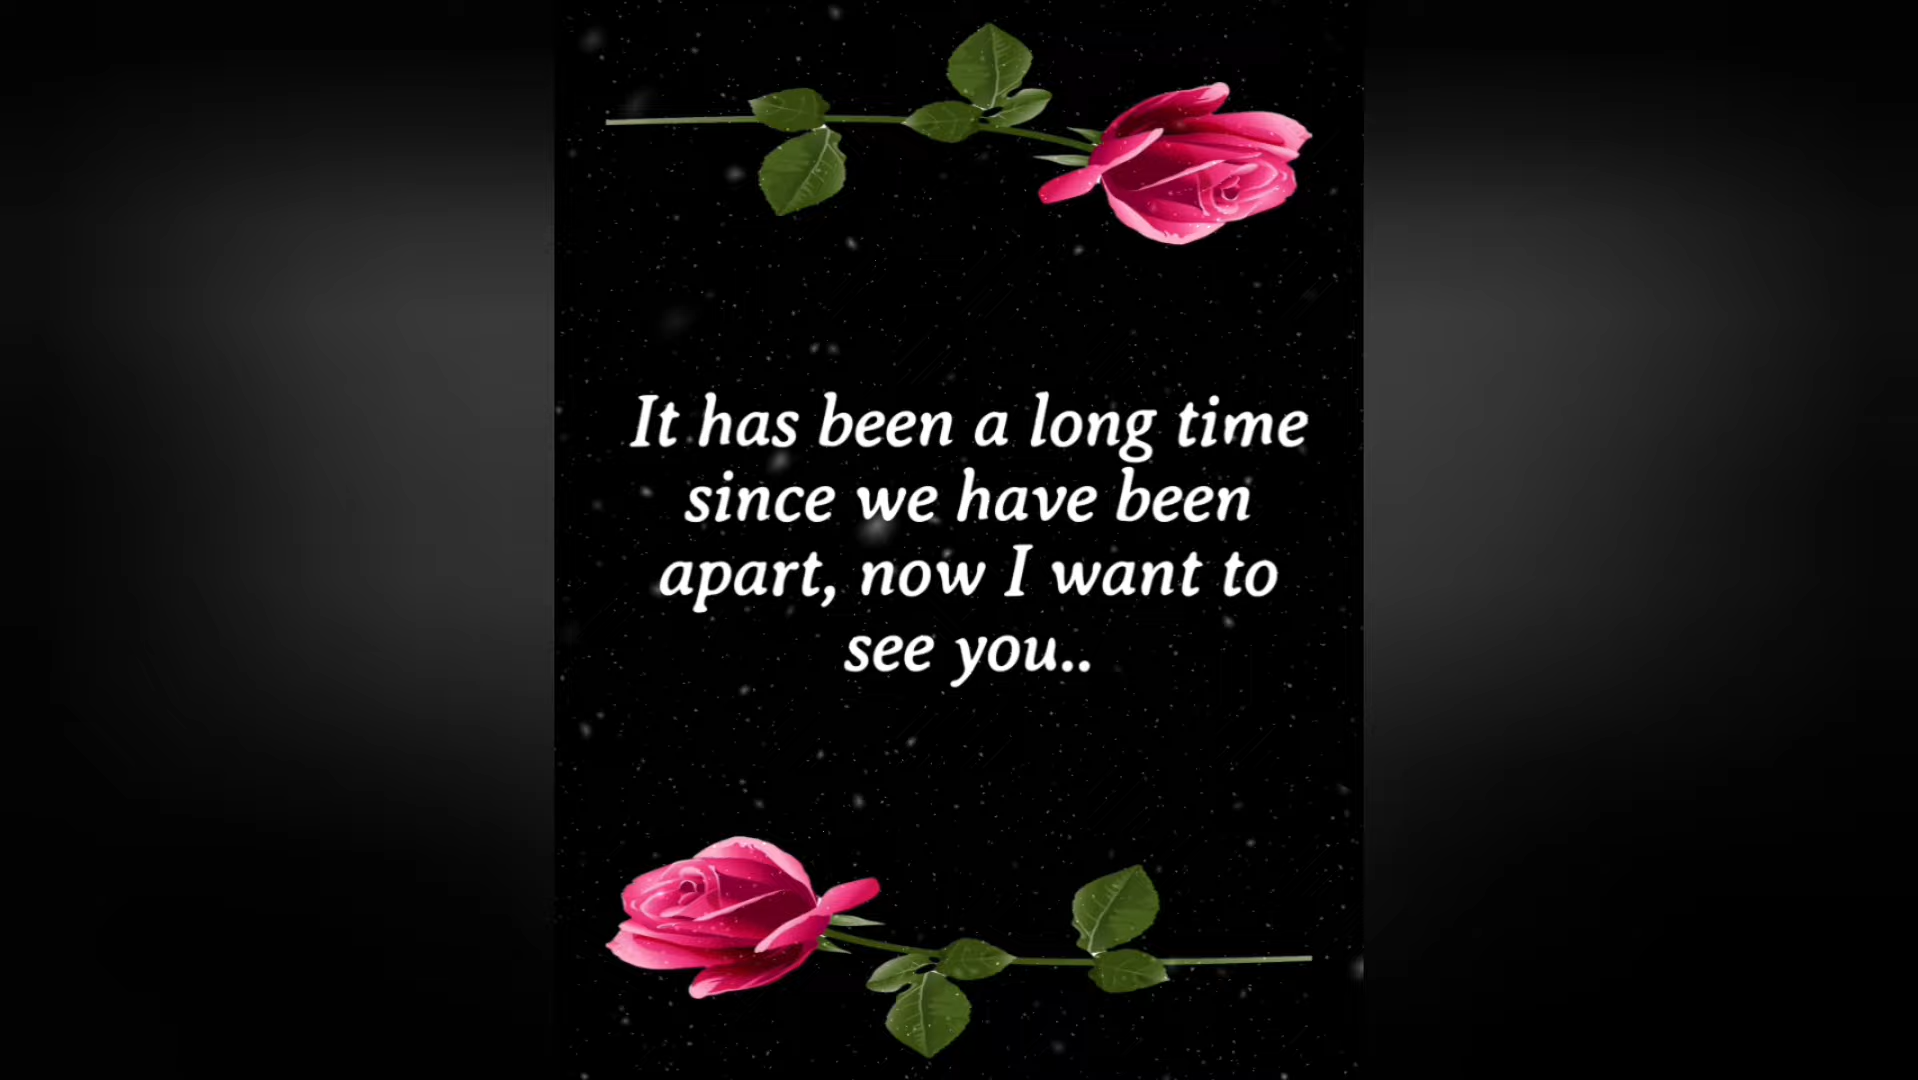 It has been a long time
since we have been
apart, now I want to
see you..